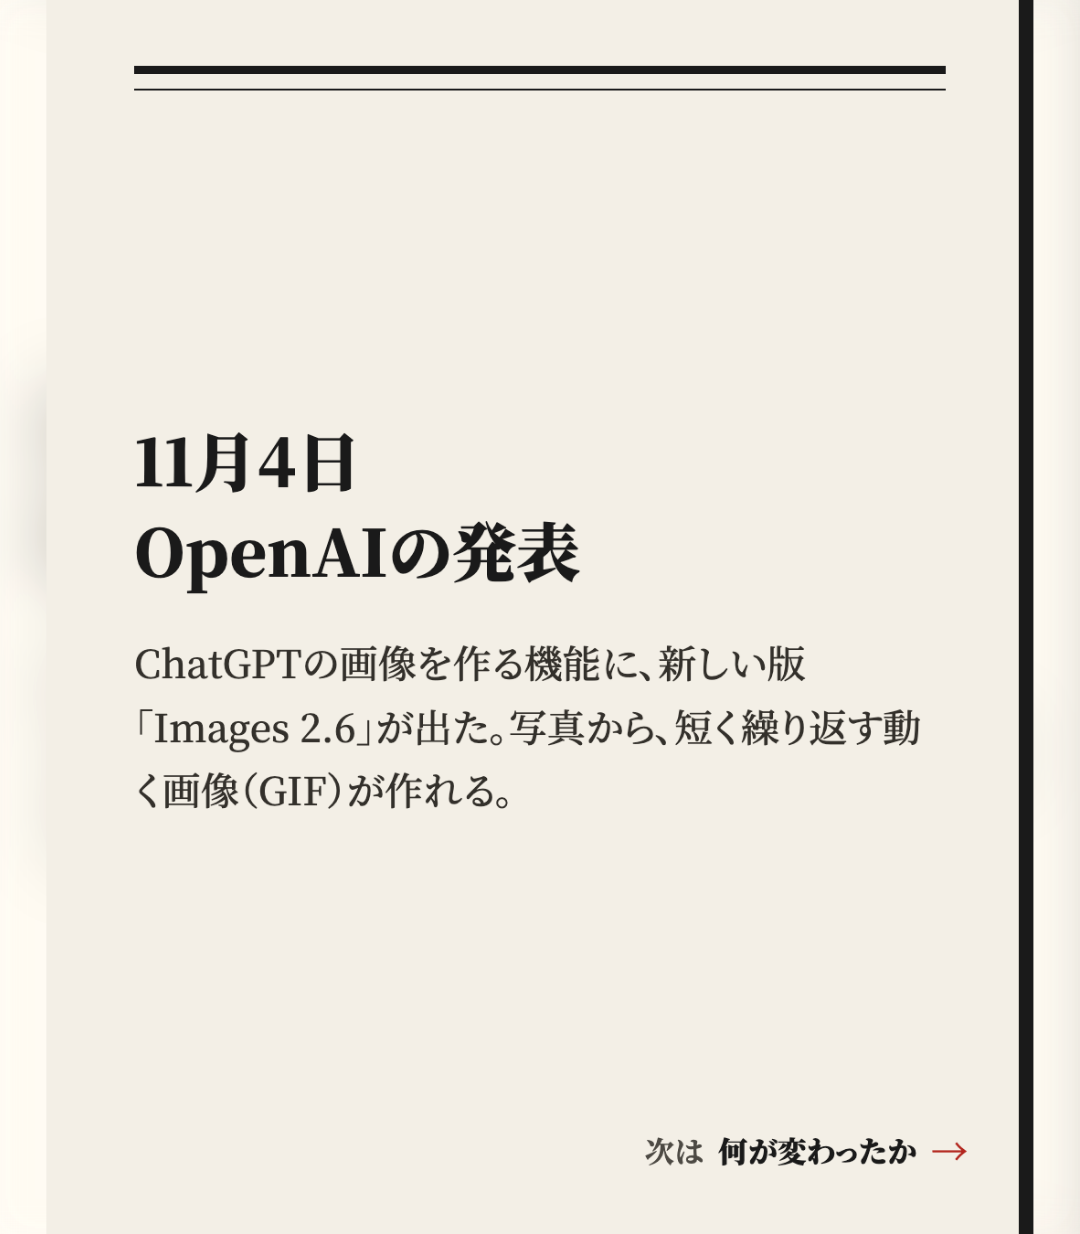 11月4日
OpenAIの発表
ChatGPTの画像を作る機能に、新しい版
「Images 2.6」が出た。写真から、短く繰り返す動
く画像（GIF）が作れる。
次は 何が変わったか →